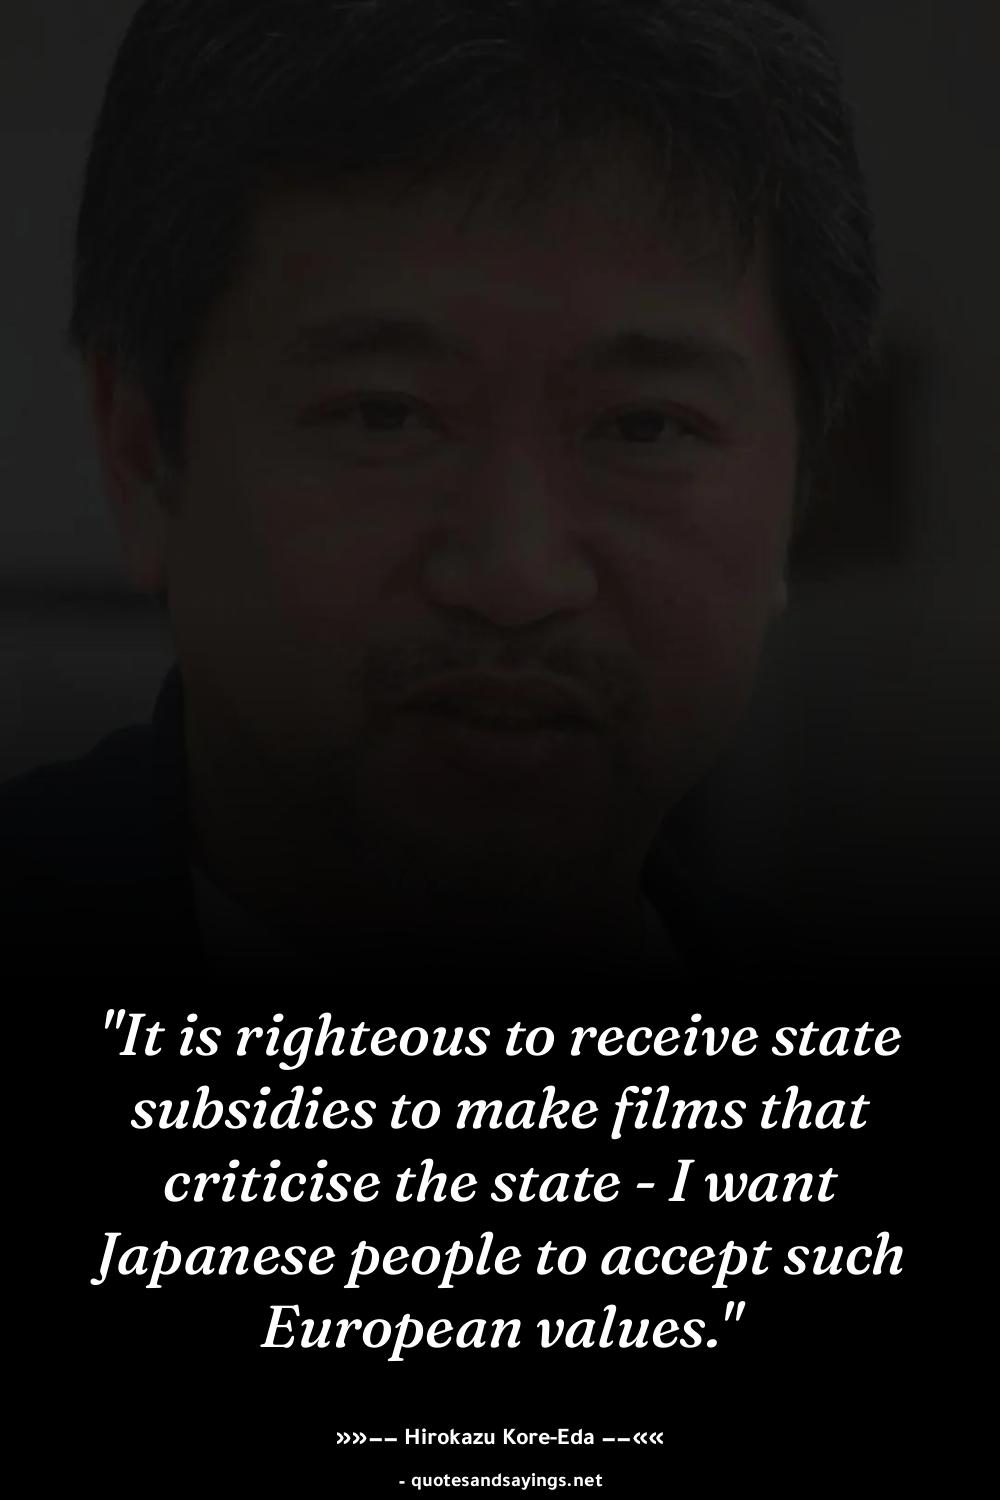 "It is righteous to receive state
subsidies to make films that
criticise the state - I want
Japanese people to accept such
European values."
»»–– Hirokazu Kore-Eda ––««
- quotesandsayings.net